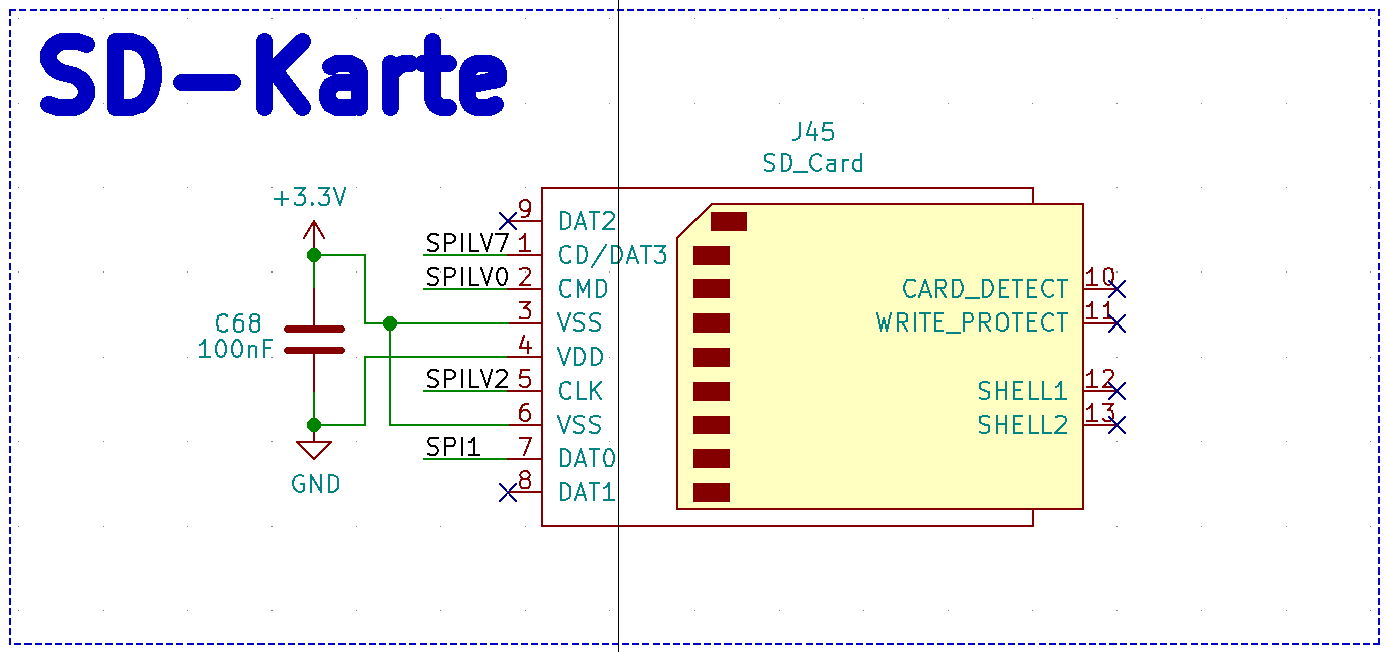 SD-Karte
J45
SD_Card
+3.3V
C68
100nF
GND
9 DAT2
SPILV7 1 CD/DAT3
SPILV0 2 CMD
3 VSS
4 VDD
SPILV2 5 CLK
6 VSS
SPI1 7 DAT0
8 DAT1
CARD_DETECT 10
WRITE_PROTECT 11
SHELL1 12
SHELL2 13